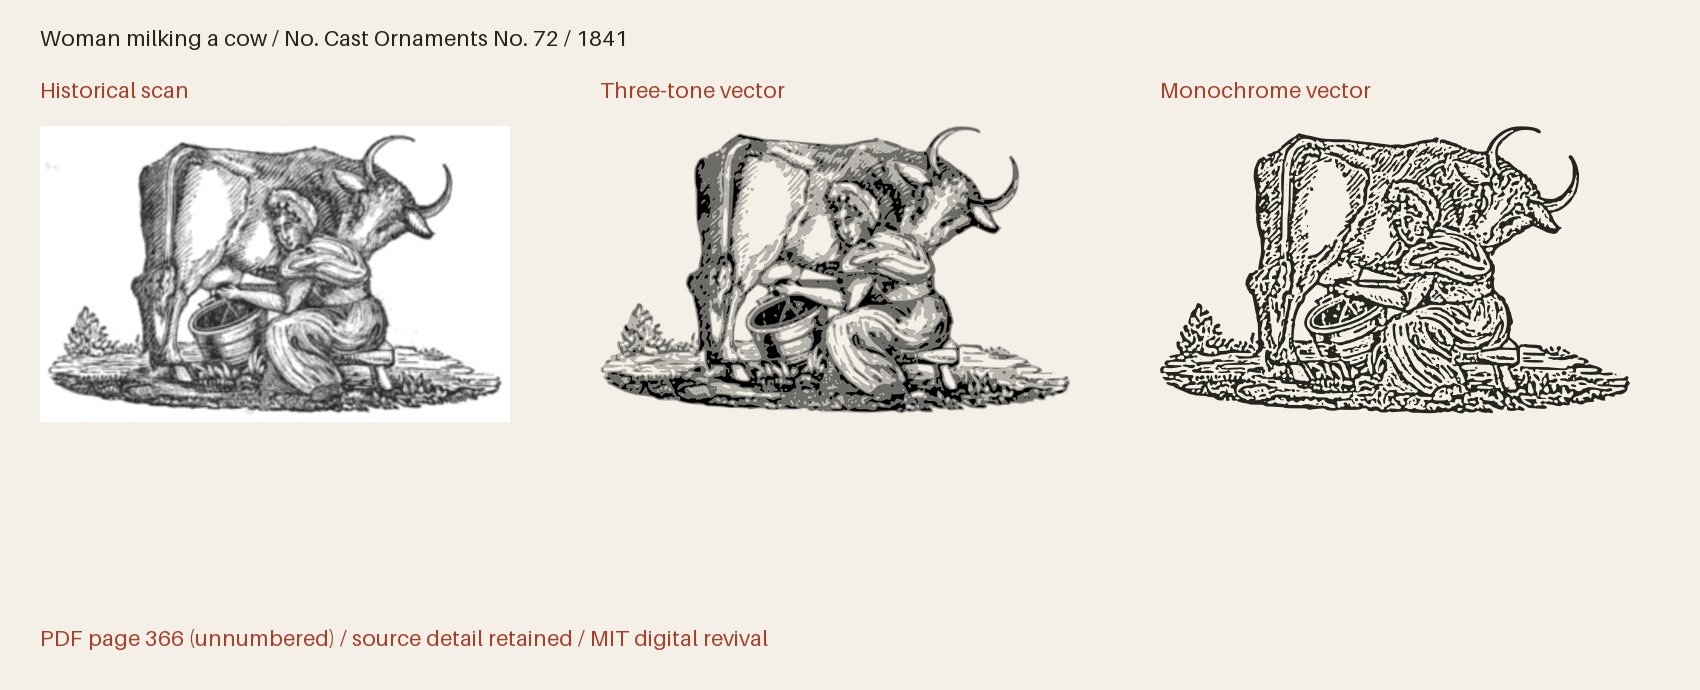 Woman milking a cow / No. Cast Ornaments No. 72 / 1841
Historical scan
Three-tone vector
Monochrome vector
PDF page 366 (unnumbered) / source detail retained / MIT digital revival